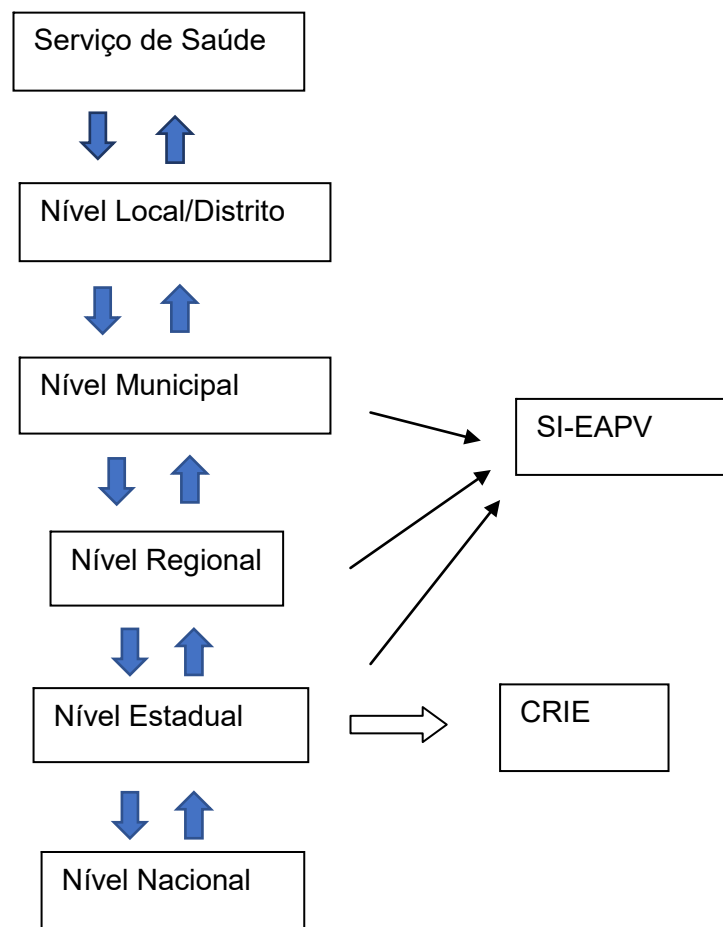 Serviço de Saúde
Nível Local/Distrito
Nível Municipal
SI-EAPV
Nível Regional
Nível Estadual
CRIE
Nível Nacional